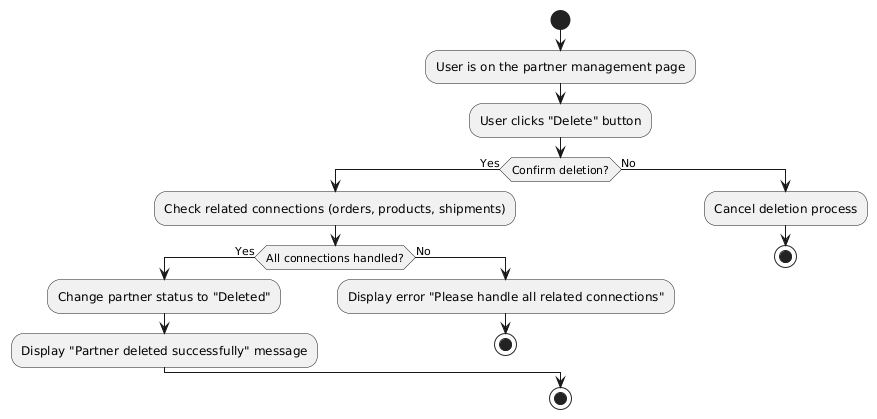 User is on the partner management page
User clicks "Delete" button
Yes
Confirm deletion?
No
Check related connections (orders, products, shipments)
Cancel deletion process
Yes
All connections handled?
No
Change partner status to "Deleted"
Display error "Please handle all related connections"
Display "Partner deleted successfully" message